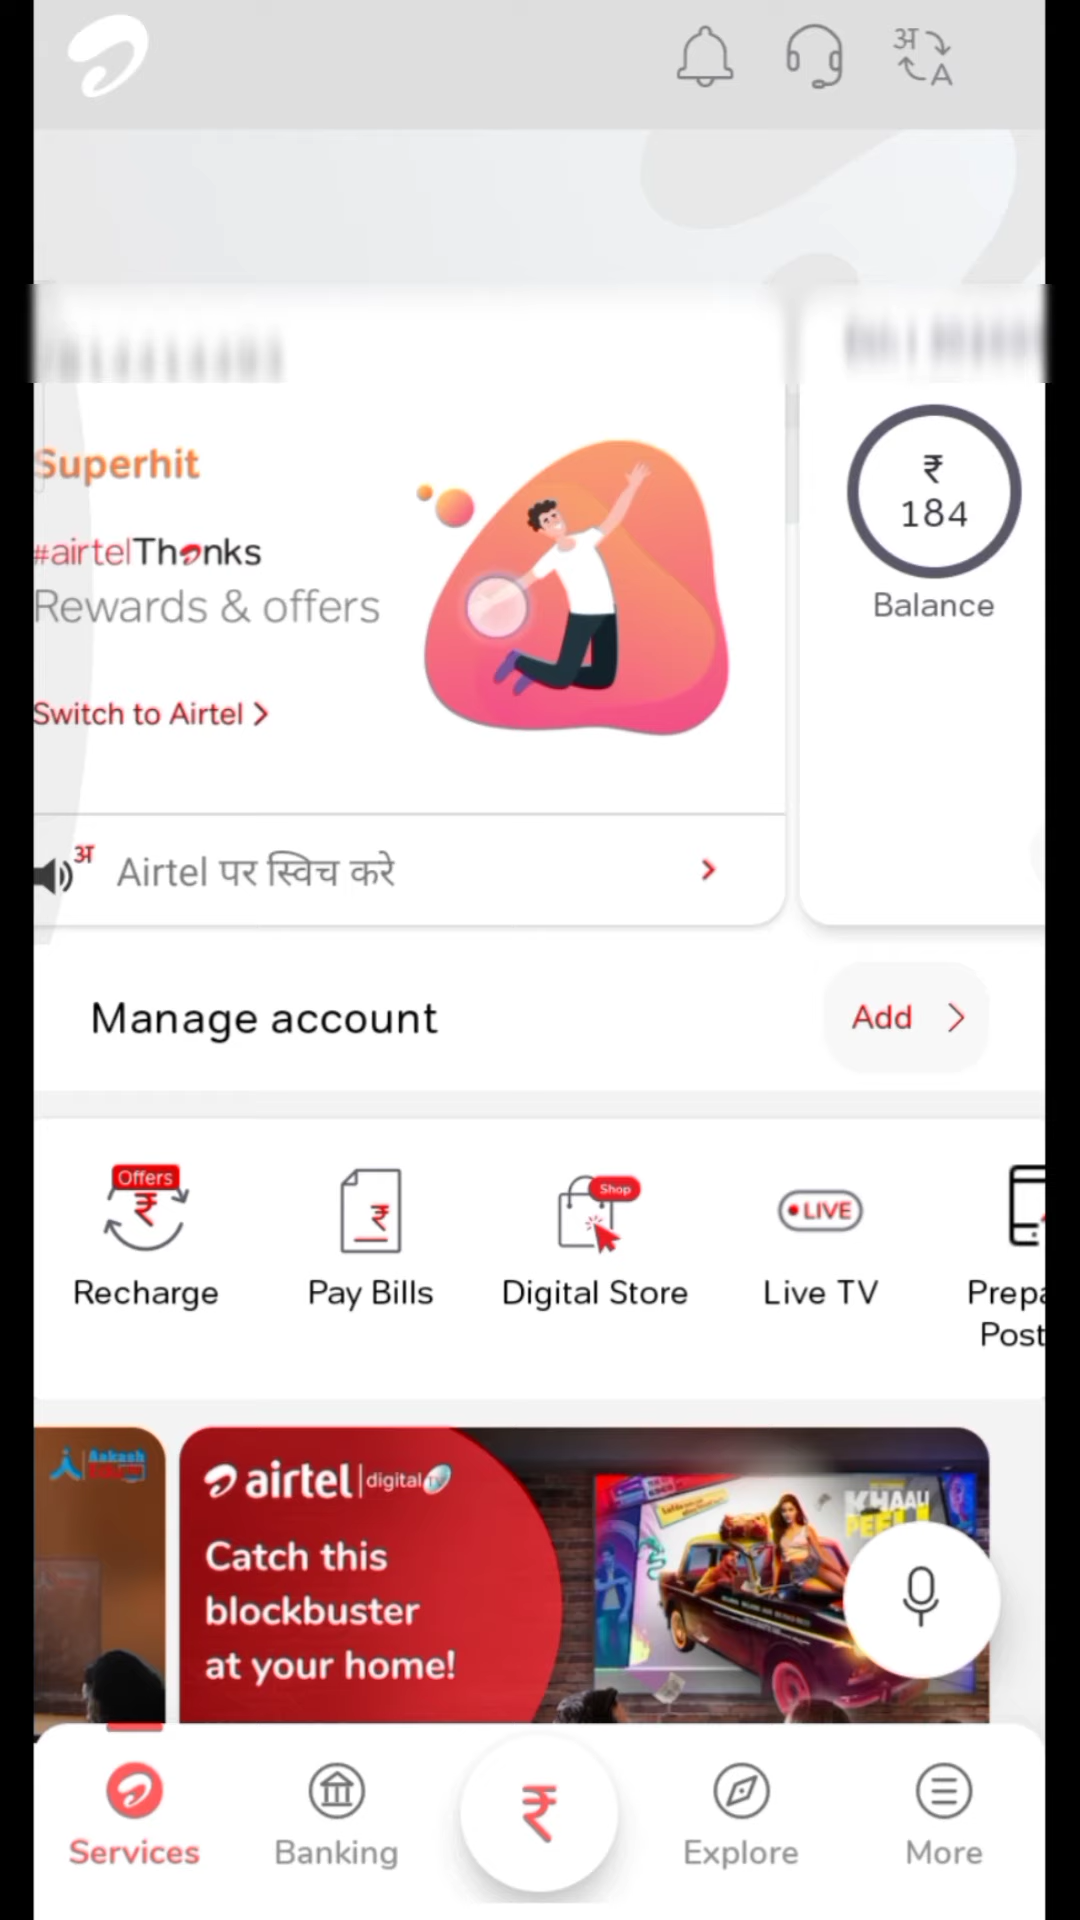 अ
A
Superhit
#airtelThanks
Rewards & offers
Switch to Airtel
अ
Airtel पर स्विच करे
₹
184
Balance
Manage account
Add
Offers
₹
Recharge
₹
Pay Bills
Shop
Digital Store
LIVE
Live TV
Prepa
Post
Aakash
airtel digital TV
Catch this
blockbuster
at your home!
KHAALI
PEELI
Services
Banking
₹
Explore
More